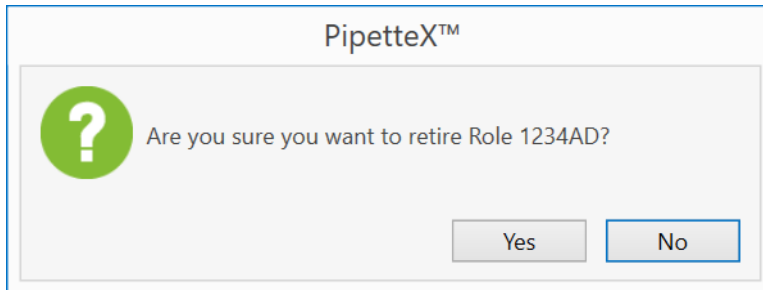 PipetteX™
?
Are you sure you want to retire Role 1234AD?
Yes
No